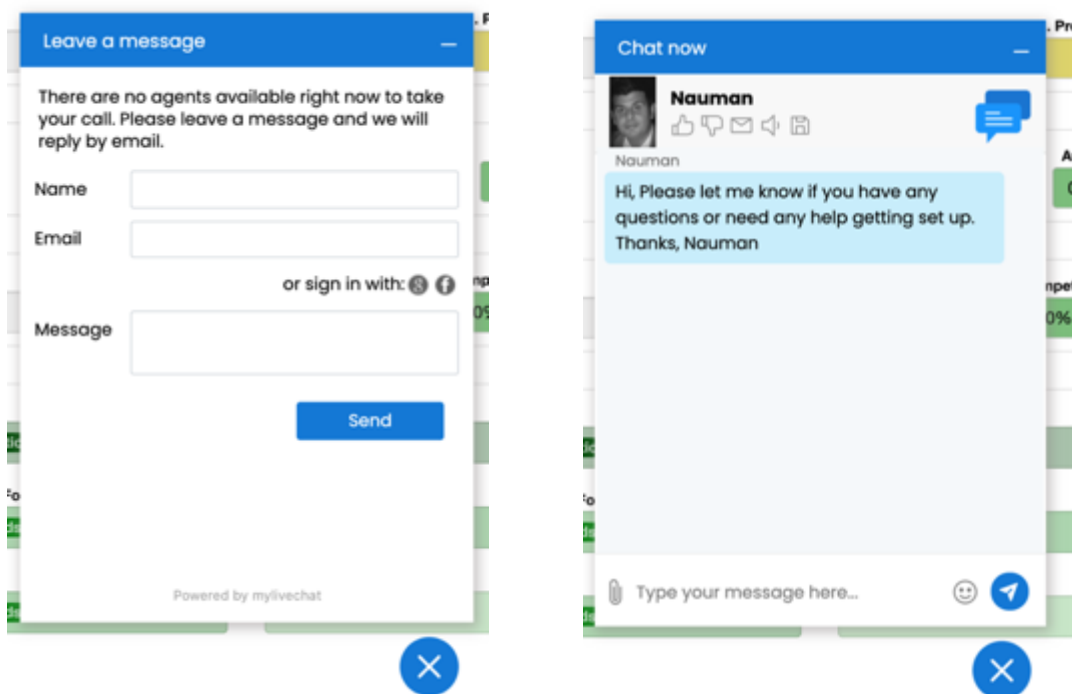 Leave a message
There are no agents available right now to take
your call. Please leave a message and we will
reply by email.
Name
Email
or sign in with:
Message
Send
Powered by mylivechat
Chat now
Nauman
Nauman
Hi, Please let me know if you have any
questions or need any help getting set up.
Thanks, Nauman
Type your message here...
0%